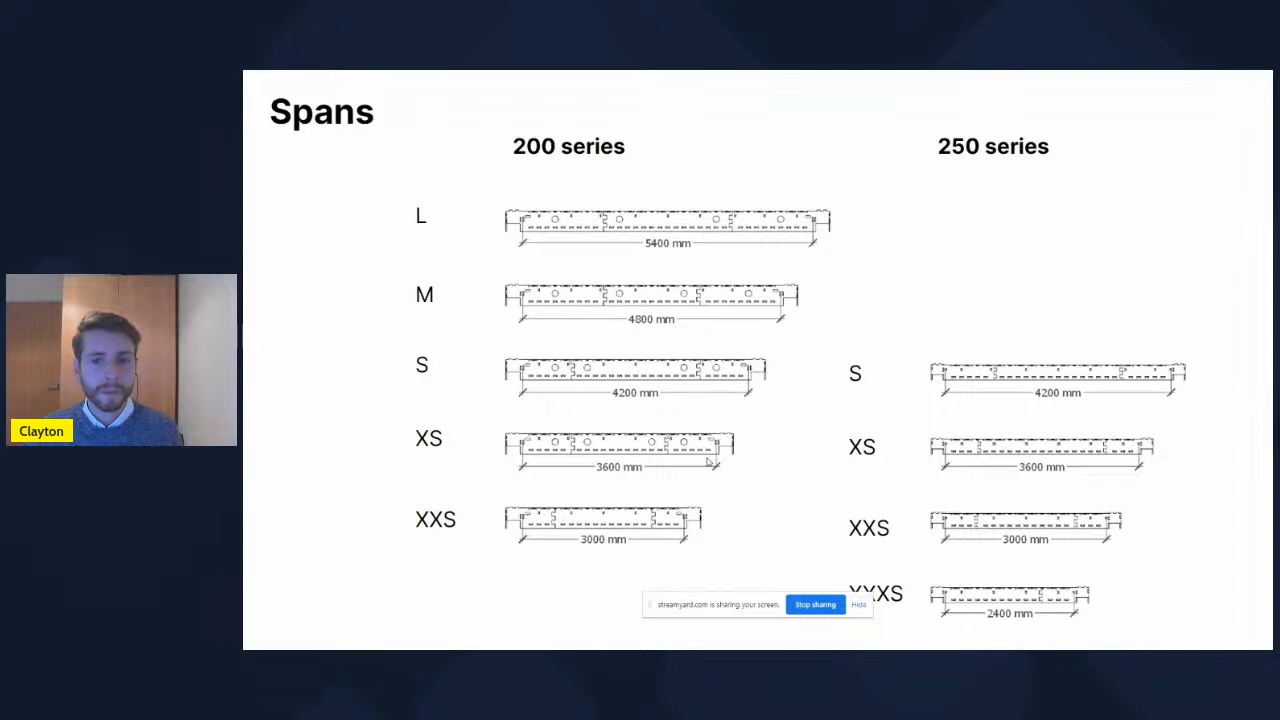 Spans
200 series
250 series
L
5400 mm
M
4800 mm
S
4200 mm
S
4200 mm
XS
3600 mm
XS
3600 mm
XXS
3000 mm
XXS
3000 mm
XXXS
2400 mm
streamyard.com is sharing your screen.
Stop sharing
Hide
Clayton